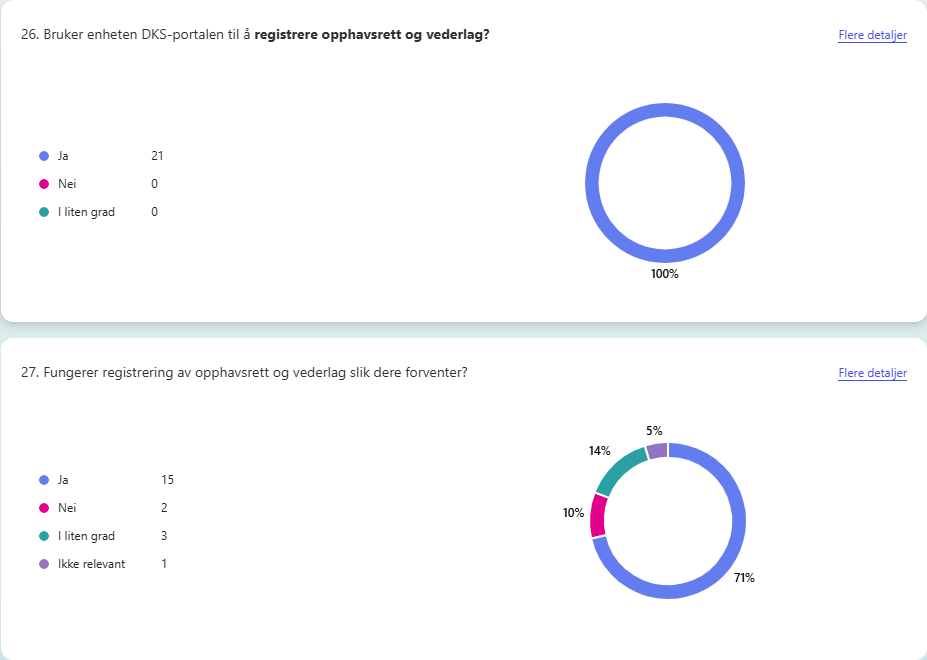 26. Bruker enheten DKS-portalen til å registrere opphavsrett og vederlag?
Flere detaljer
Ja 21
Nei 0
I liten grad 0
100%
27. Fungerer registrering av opphavsrett og vederlag slik dere forventer?
Flere detaljer
Ja 15
Nei 2
I liten grad 3
Ikke relevant 1
5%
14%
10%
71%